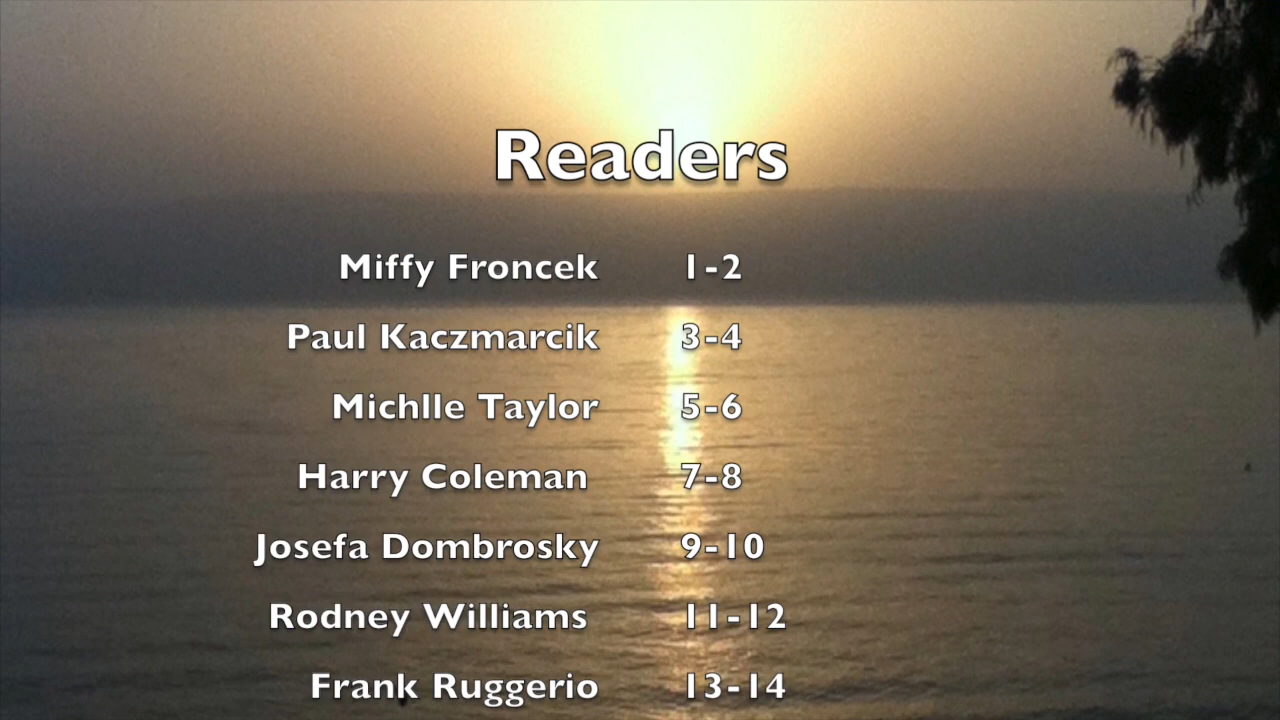 Readers
Miffy Froncek 1-2
Paul Kaczmarcik 3-4
Michlle Taylor 5-6
Harry Coleman 7-8
Josefa Dombrosky 9-10
Rodney Williams 11-12
Frank Ruggerio 13-14